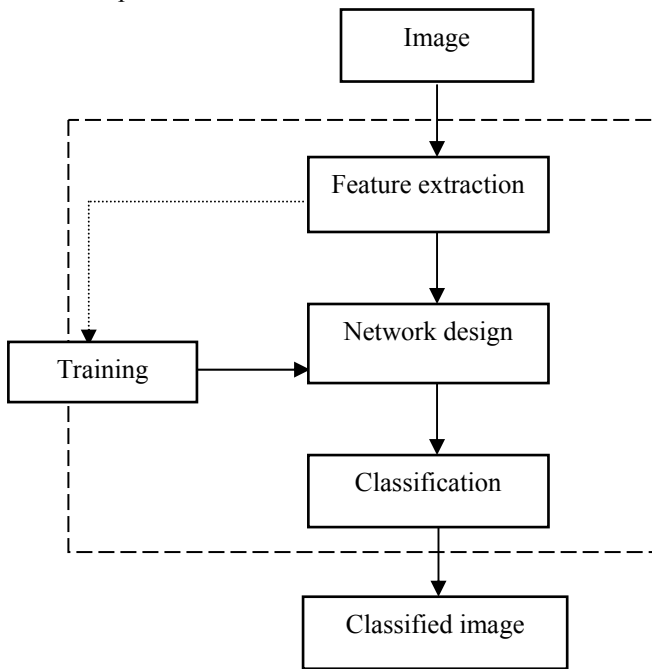 Image
Feature extraction
Network design
Training
Classification
Classified image